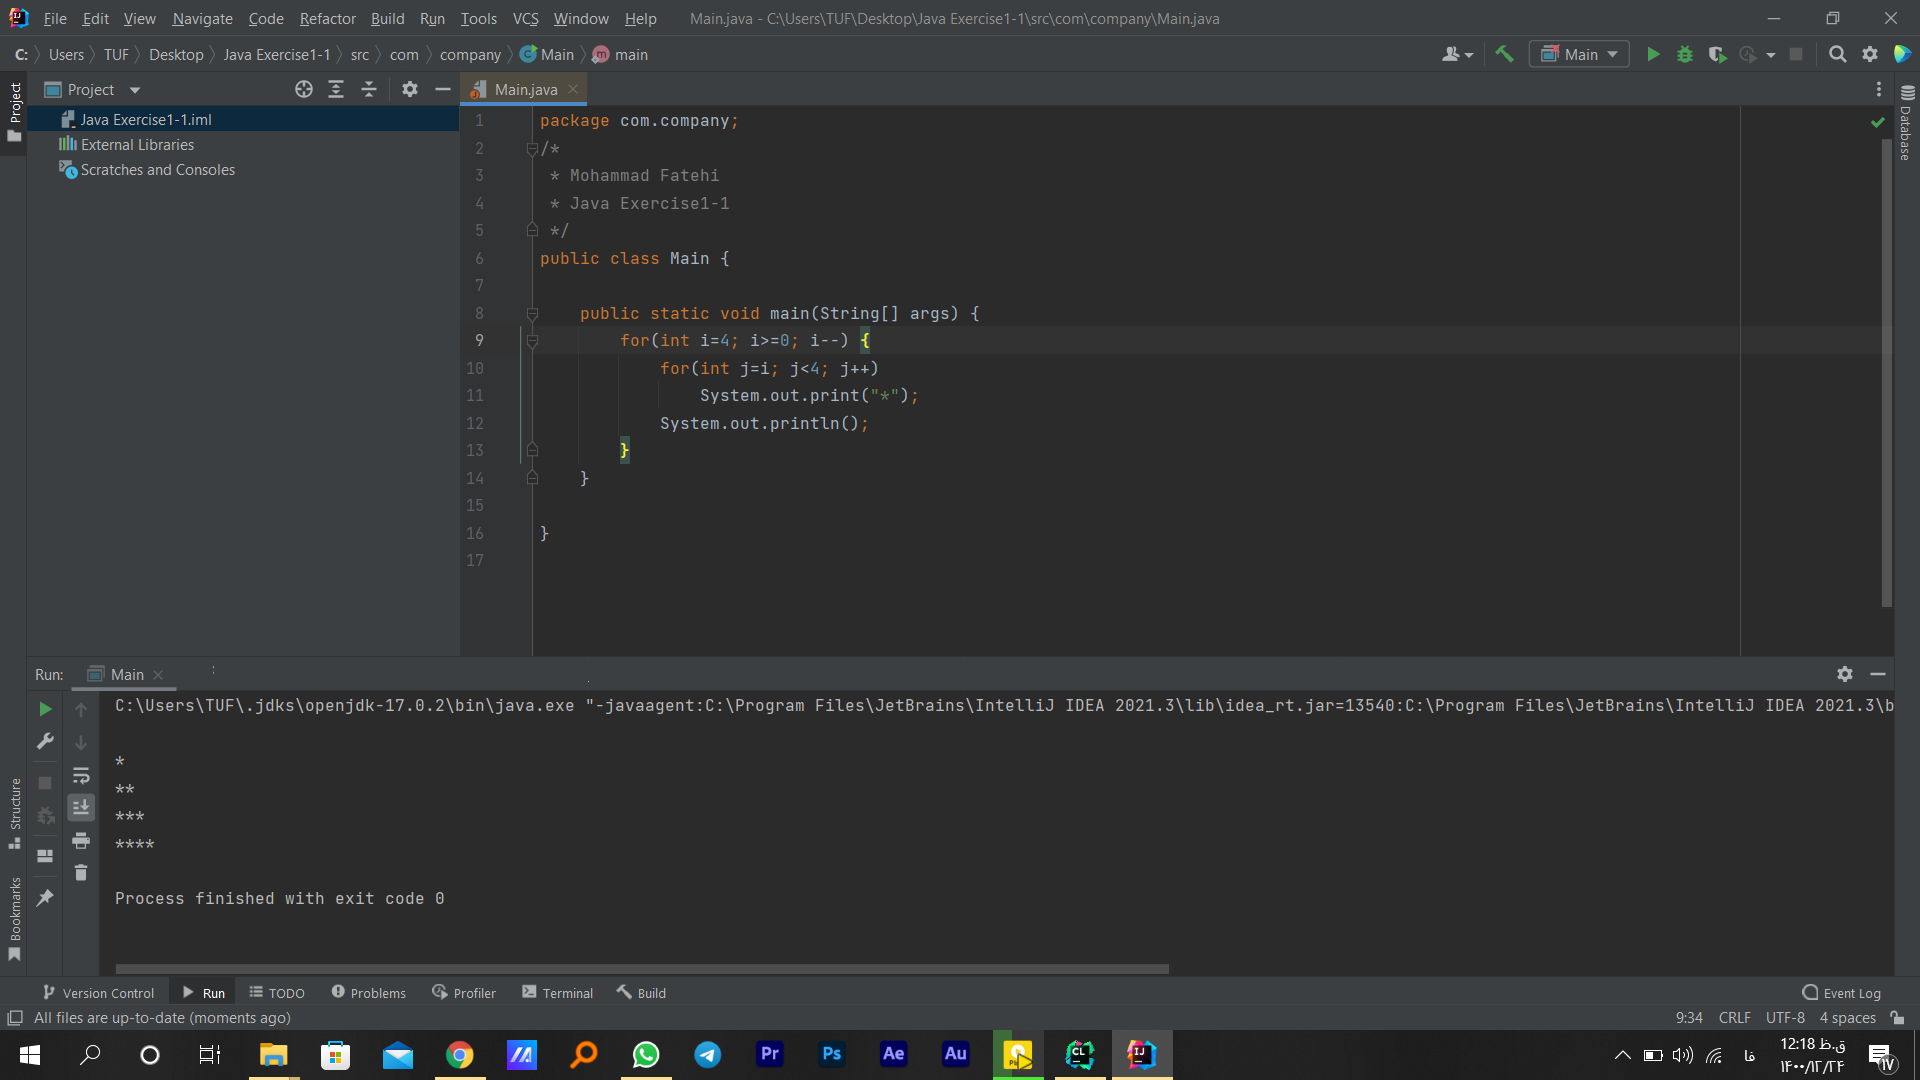 File Edit View Navigate Code Refactor Build Run Tools VCS Window Help Main.java - C:\Users\TUF\Desktop\Java Exercise1-1\src\com\company\Main.java
C: Users TUF Desktop Java Exercise1-1 src com company Main main
Main
Project
Project
Java Exercise1-1.iml
External Libraries
Scratches and Consoles
Main.java
1 package com.company;
2 /*
3 * Mohammad Fatehi
4 * Java Exercise1-1
5 */
6 public class Main {
7
8 public static void main(String[] args) {
9 for(int i=4; i>=0; i--) {
10 for(int j=i; j<4; j++)
11 System.out.print("*");
12 System.out.println();
13 }
14 }
15
16 }
17
Database
Run: Main
C:\Users\TUF\.jdks\openjdk-17.0.2\bin\java.exe "-javaagent:C:\Program Files\JetBrains\IntelliJ IDEA 2021.3\lib\idea_rt.jar=13540:C:\Program Files\JetBrains\IntelliJ IDEA 2021.3\b
*
**
***
****
Process finished with exit code 0
Structure
Bookmarks
Version Control Run TODO Problems Profiler Terminal Build Event Log
All files are up-to-date (moments ago) 9:34 CRLF UTF-8 4 spaces
Pr Ps Ae Au CL IJ
فا
ق.ظ 12:18
۱۴۰۰/۱۲/۲۴
۱۷